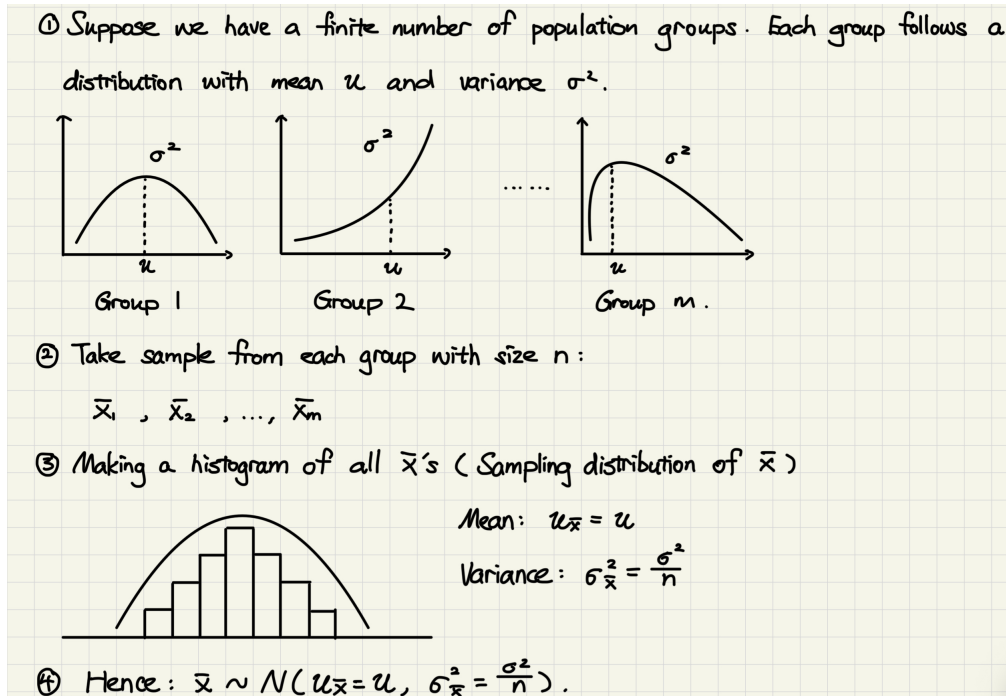 ① Suppose we have a finite number of population groups. Each group follows a
distribution with mean u and variance σ².
σ² σ² ...... σ²
u u u
Group 1 Group 2 Group m.
② Take sample from each group with size n:
x̄₁, x̄₂, ..., x̄ₘ
③ Making a histogram of all x̄'s (Sampling distribution of x̄)
Mean: u_x̄ = u
Variance: σ²_x̄ = σ²/n
④ Hence: x̄ ~ N(u_x̄ = u, σ²_x̄ = σ²/n).